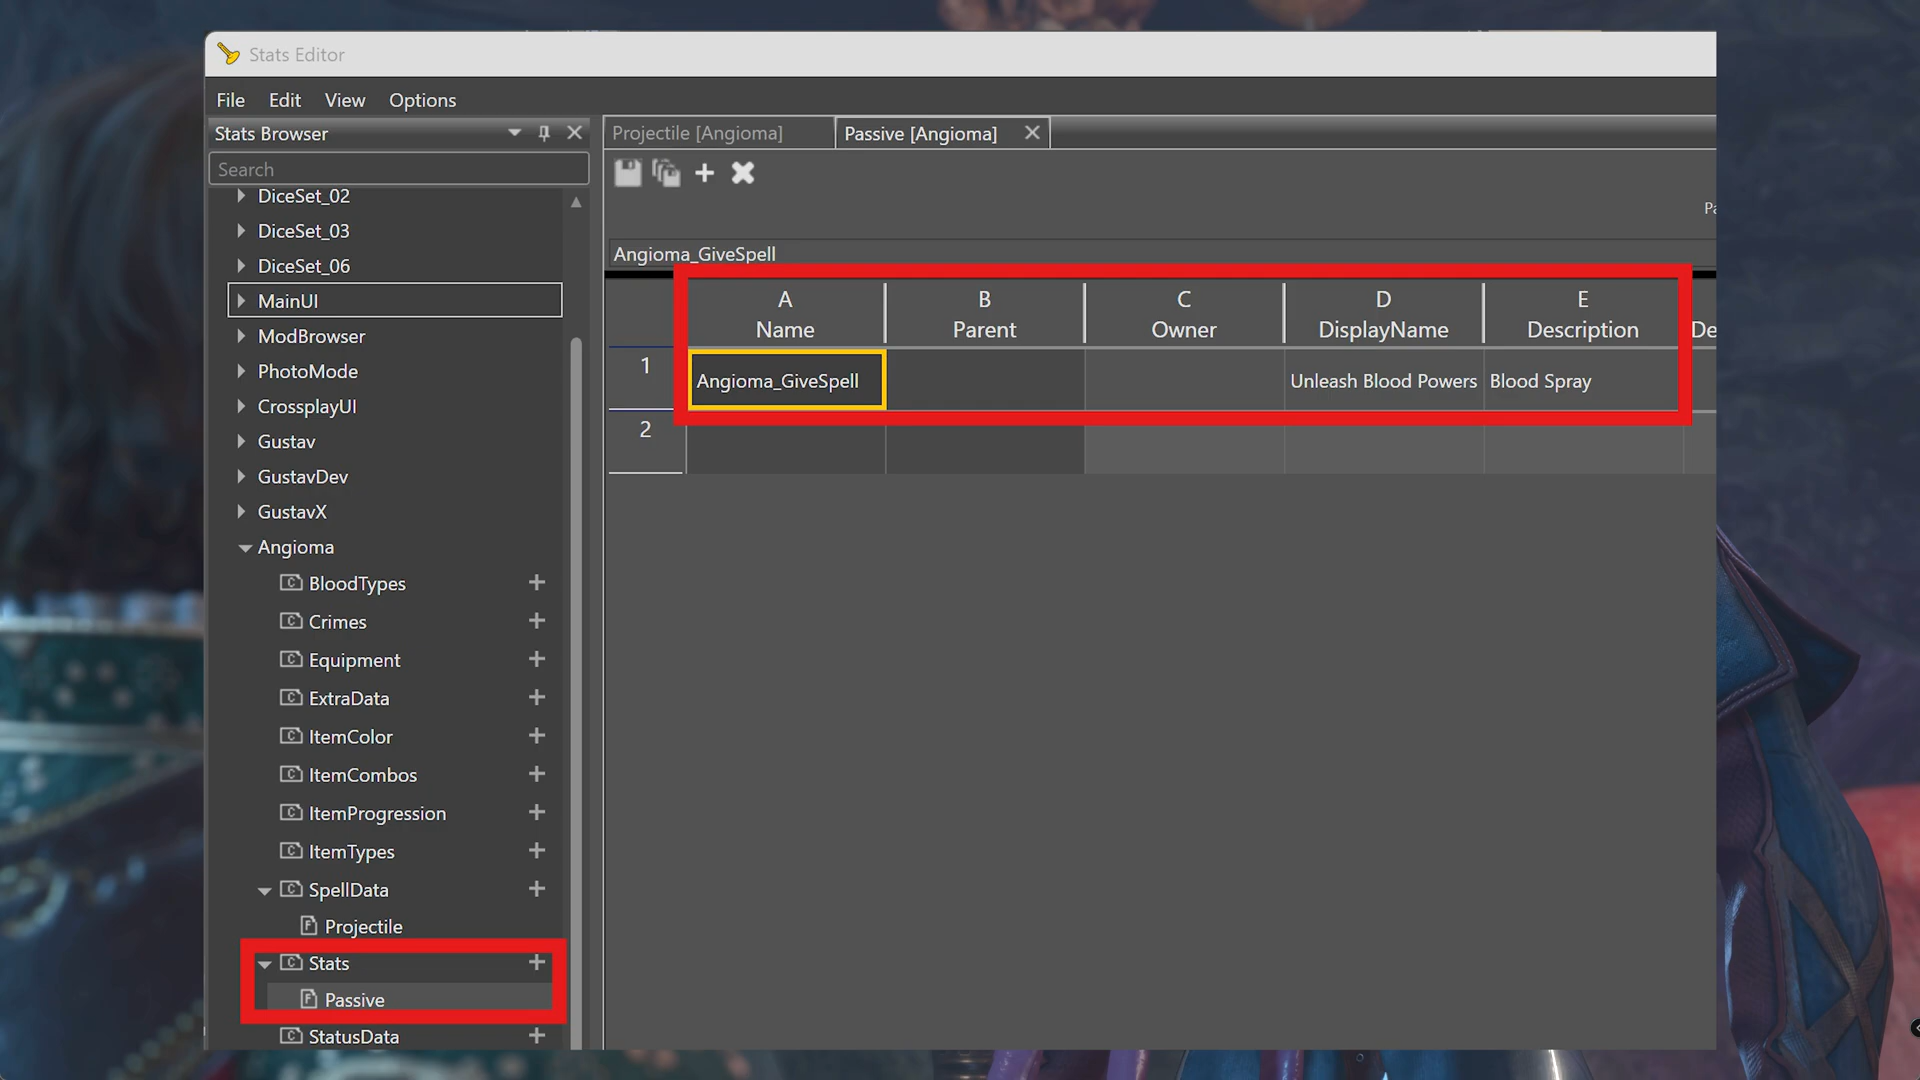 Stats Editor
File Edit View Options
Stats Browser
Projectile [Angioma]
Passive [Angioma]
Search
DiceSet_02
DiceSet_03
DiceSet_06
MainUI
ModBrowser
PhotoMode
CrossplayUI
Gustav
GustavDev
GustavX
Angioma
BloodTypes
Crimes
Equipment
ExtraData
ItemColor
ItemCombos
ItemProgression
ItemTypes
SpellData
Projectile
Stats
Passive
StatusData
Pa
Angioma_GiveSpell
A B C D E
Name Parent Owner DisplayName Description De
1 Angioma_GiveSpell Unleash Blood Powers Blood Spray
2